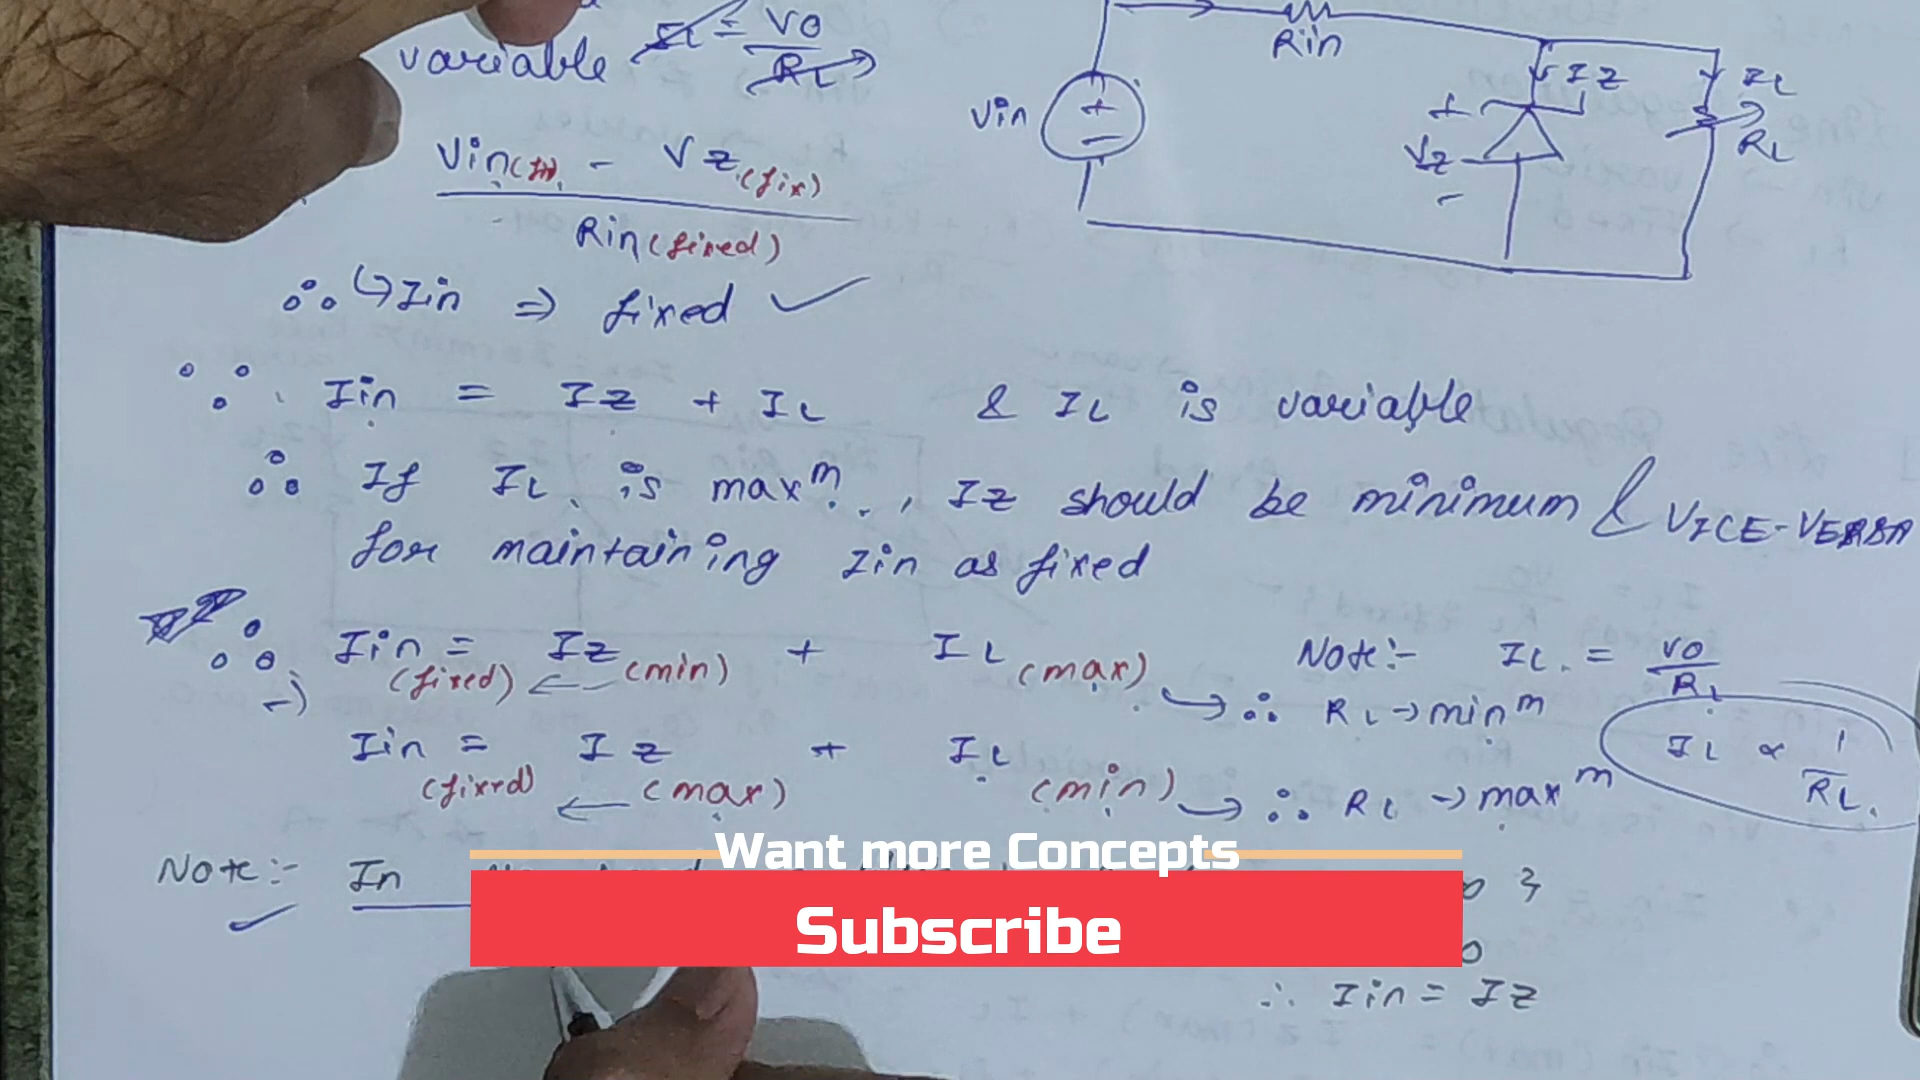 variable IL = VO
RL
Vin(fix) - VZ(fix)
Rin(fixed)
∴ ↳Iin ⇒ fixed ✓
Rin
Vin
+
-
IZ
IL
+
VZ
-
RL
∵ Iin = IZ + IL & IL is variable
∴ If IL is maxᵐ., IZ should be minimum & VICE-VERSA
for maintaining Iin as fixed
∴ Iin(fixed) = IZ(min) + IL(max) ↪ ∴ RL → minᵐ
Note:- IL = VO
RL
IL ∝ 1
RL
→) Iin(fixed) = IZ(max) + IL(min) ↪ ∴ RL → maxᵐ
Note:- In
∴ Iin = IZ
Want more Concepts
Subscribe